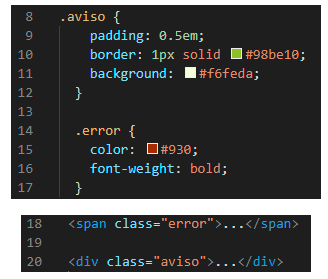 8 .aviso {
9 padding: 0.5em;
10 border: 1px solid #98be10;
11 background: #f6feda;
12 }
13
14 .error {
15 color: #930;
16 font-weight: bold;
17 }
18 <span class="error">...</span>
19
20 <div class="aviso">...</div>